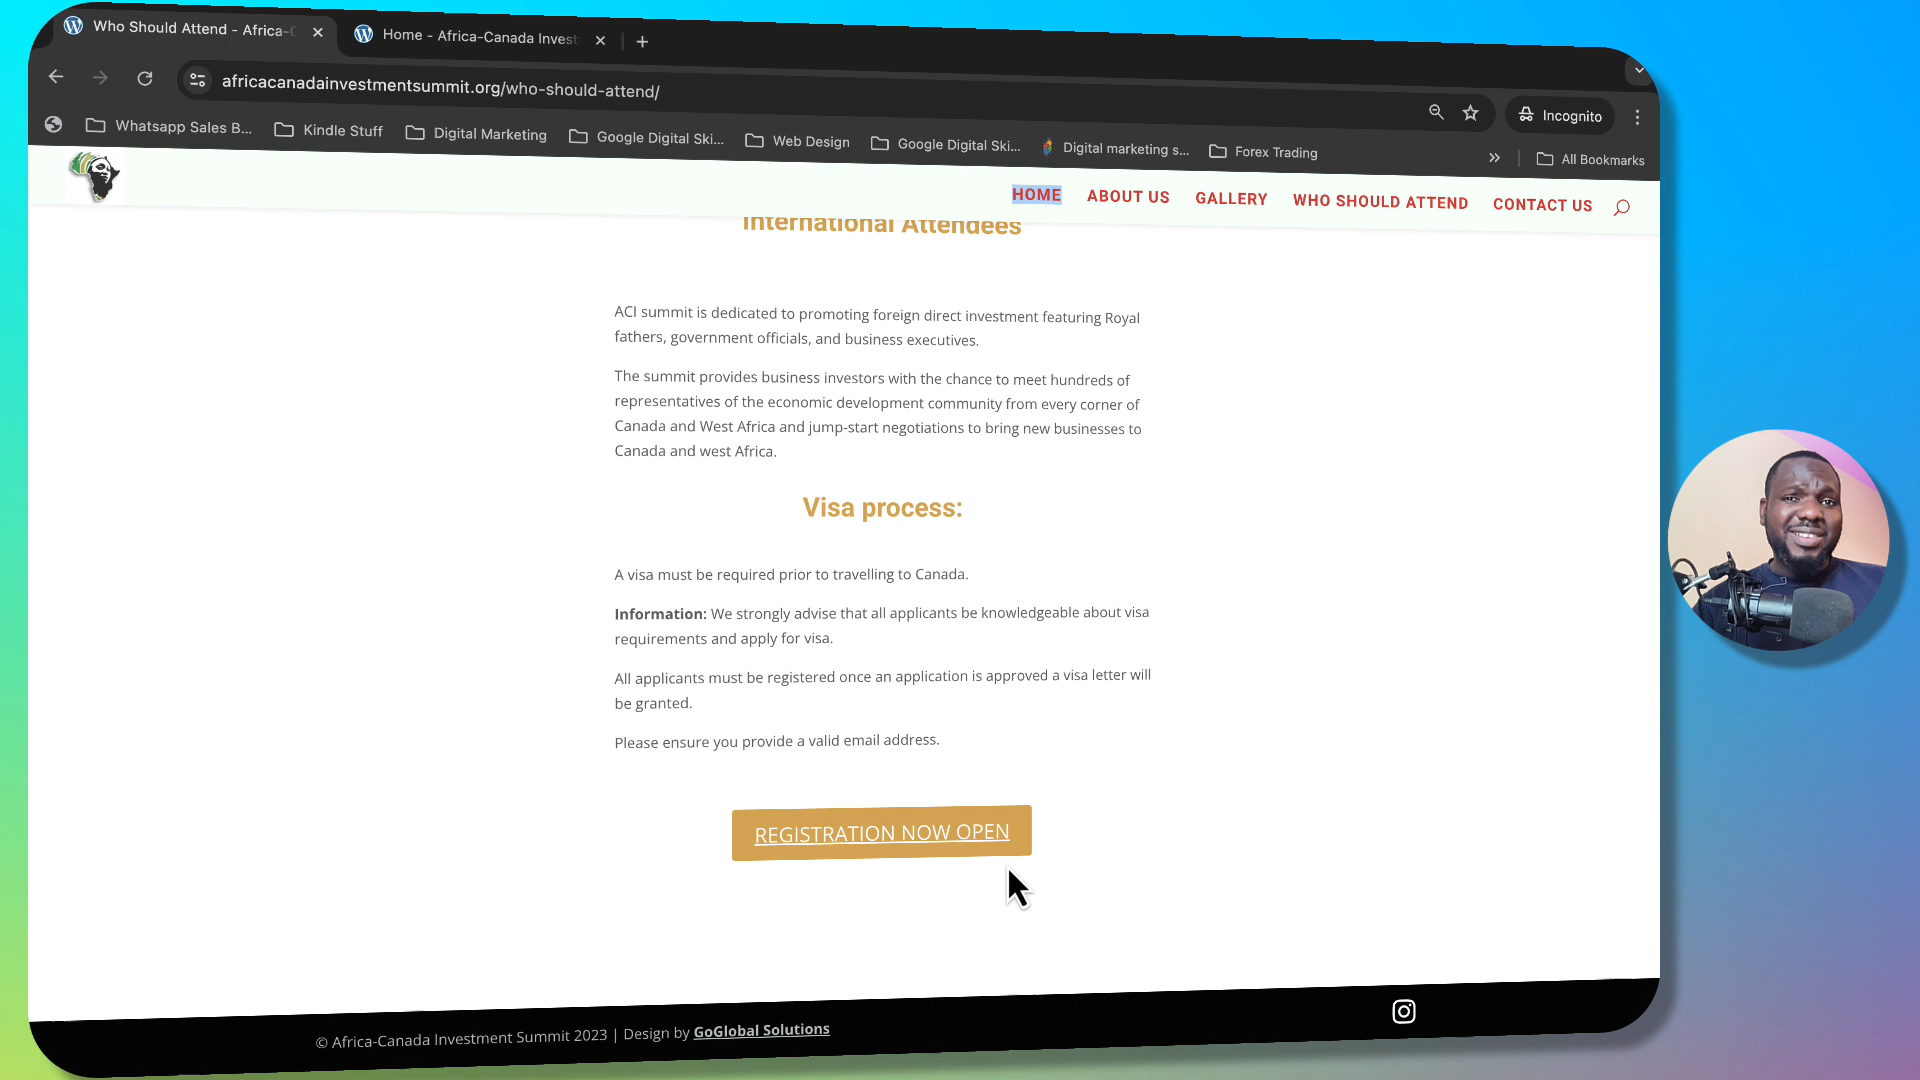 Who Should Attend - Africa-C
Home - Africa-Canada Invest
africacanadainvestmentsummit.org/who-should-attend/
Incognito
Whatsapp Sales B...
Kindle Stuff
Digital Marketing
Google Digital Ski...
Web Design
Google Digital Ski...
Digital marketing s...
Forex Trading
All Bookmarks
HOME
ABOUT US
GALLERY
WHO SHOULD ATTEND
CONTACT US
International Attendees
ACI summit is dedicated to promoting foreign direct investment featuring Royal
fathers, government officials, and business executives.
The summit provides business investors with the chance to meet hundreds of
representatives of the economic development community from every corner of
Canada and West Africa and jump-start negotiations to bring new businesses to
Canada and west Africa.
Visa process:
A visa must be required prior to travelling to Canada.
Information: We strongly advise that all applicants be knowledgeable about visa
requirements and apply for visa.
All applicants must be registered once an application is approved a visa letter will
be granted.
Please ensure you provide a valid email address.
REGISTRATION NOW OPEN
© Africa-Canada Investment Summit 2023 | Design by GoGlobal Solutions